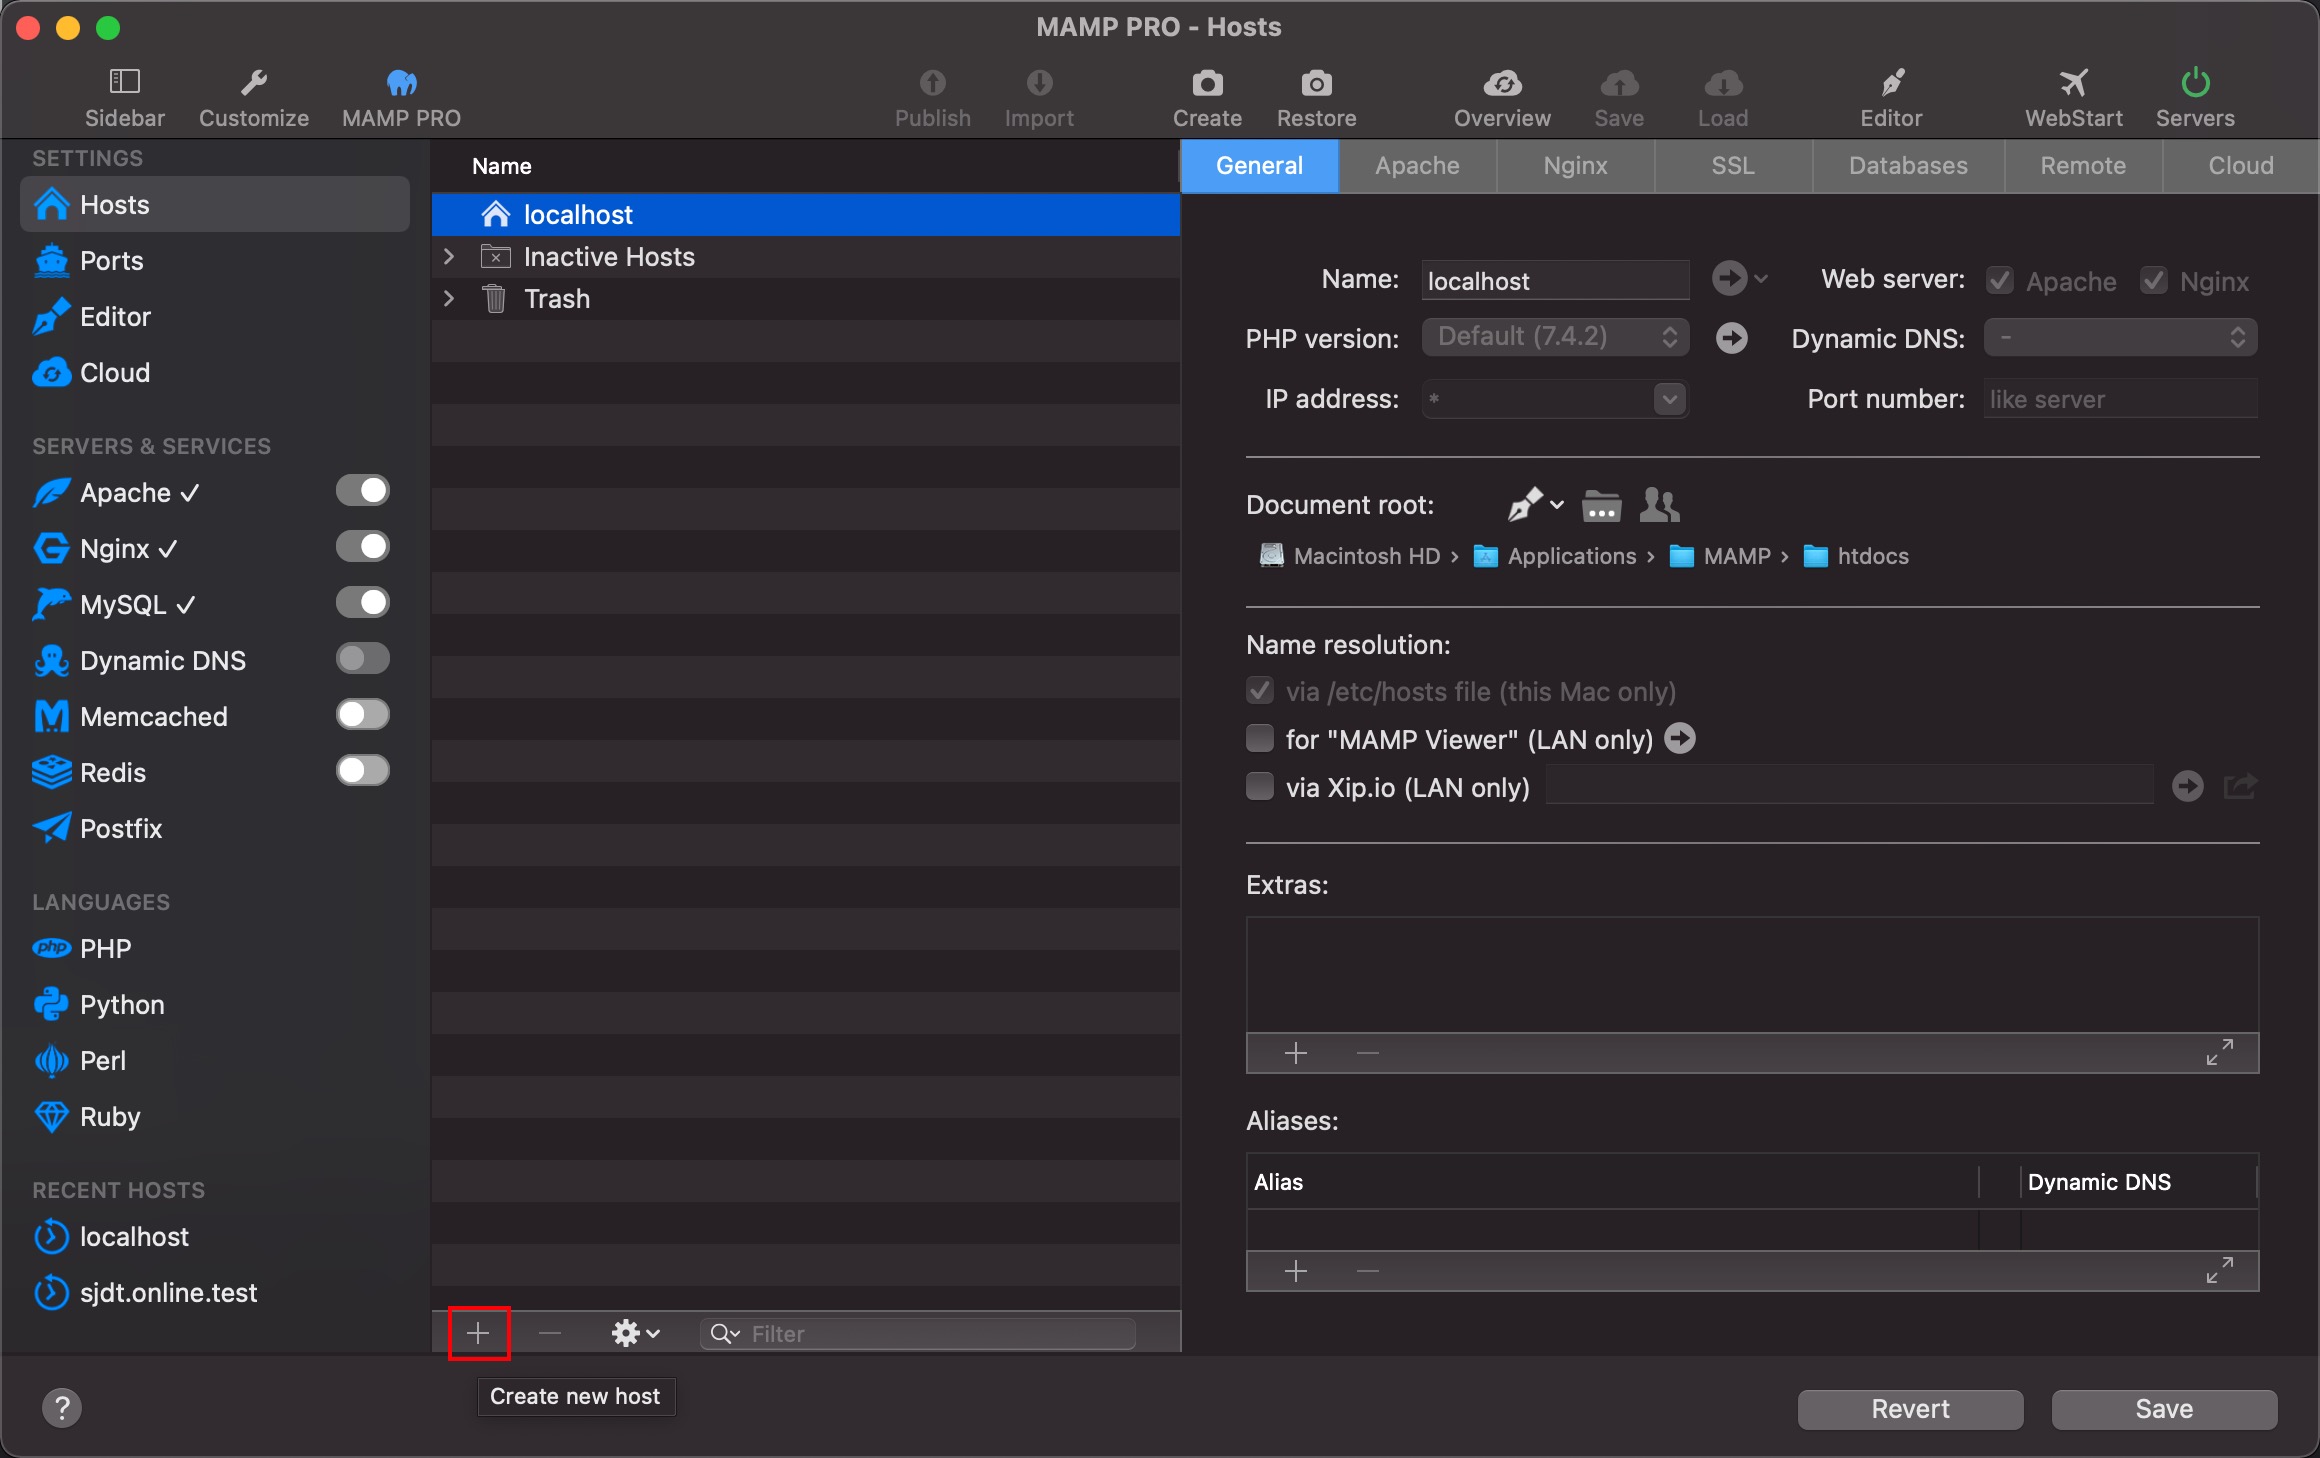 MAMP PRO - Hosts
Sidebar
Customize
MAMP PRO
Publish
Import
Create
Restore
Overview
Save
Load
Editor
WebStart
Servers
SETTINGS
Hosts
Ports
Editor
Cloud
SERVERS & SERVICES
Apache ✓
Nginx ✓
MySQL ✓
Dynamic DNS
Memcached
Redis
Postfix
LANGUAGES
php PHP
Python
Perl
Ruby
RECENT HOSTS
localhost
sjdt.online.test
Name
localhost
Inactive Hosts
Trash
Filter
Create new host
General
Apache
Nginx
SSL
Databases
Remote
Cloud
Name: localhost
Web server: Apache Nginx
PHP version: Default (7.4.2)
Dynamic DNS: -
IP address: *
Port number: like server
Document root:
Macintosh HD › Applications › MAMP › htdocs
Name resolution:
via /etc/hosts file (this Mac only)
for "MAMP Viewer" (LAN only)
via Xip.io (LAN only)
Extras:
Aliases:
Alias
Dynamic DNS
?
Revert
Save